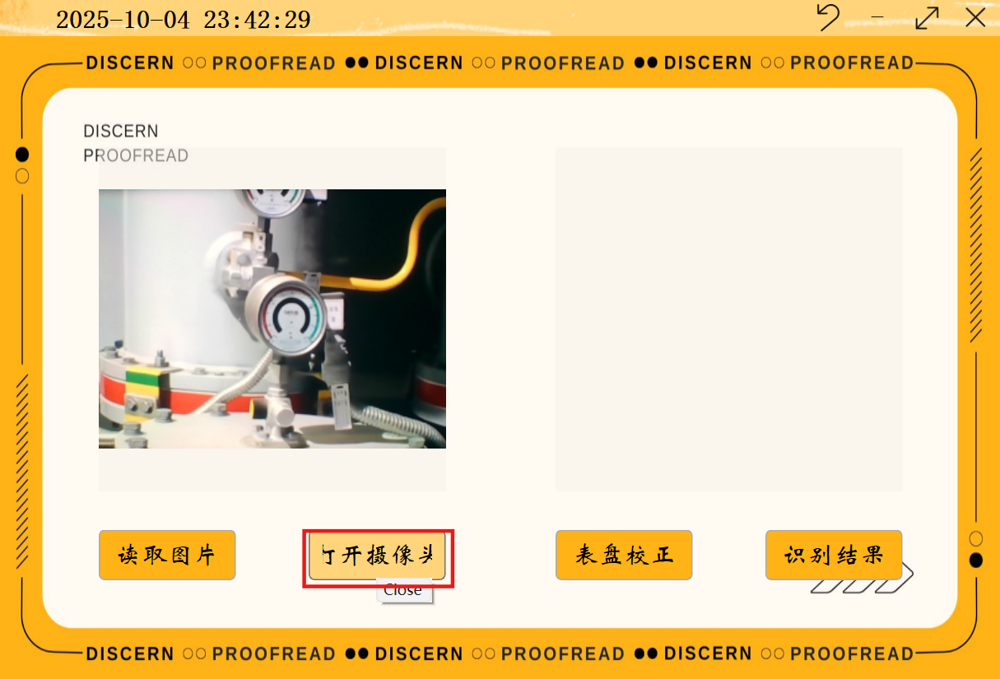 2025-10-04 23:42:29
DISCERN ○○ PROOFREAD ●● DISCERN ○○ PROOFREAD ●● DISCERN ○○ PROOFREAD
DISCERN
PROOFREAD
读取图片
打开摄像头
表盘校正
识别结果
Close
DISCERN ○○ PROOFREAD ●● DISCERN ○○ PROOFREAD ●● DISCERN ○○ PROOFREAD